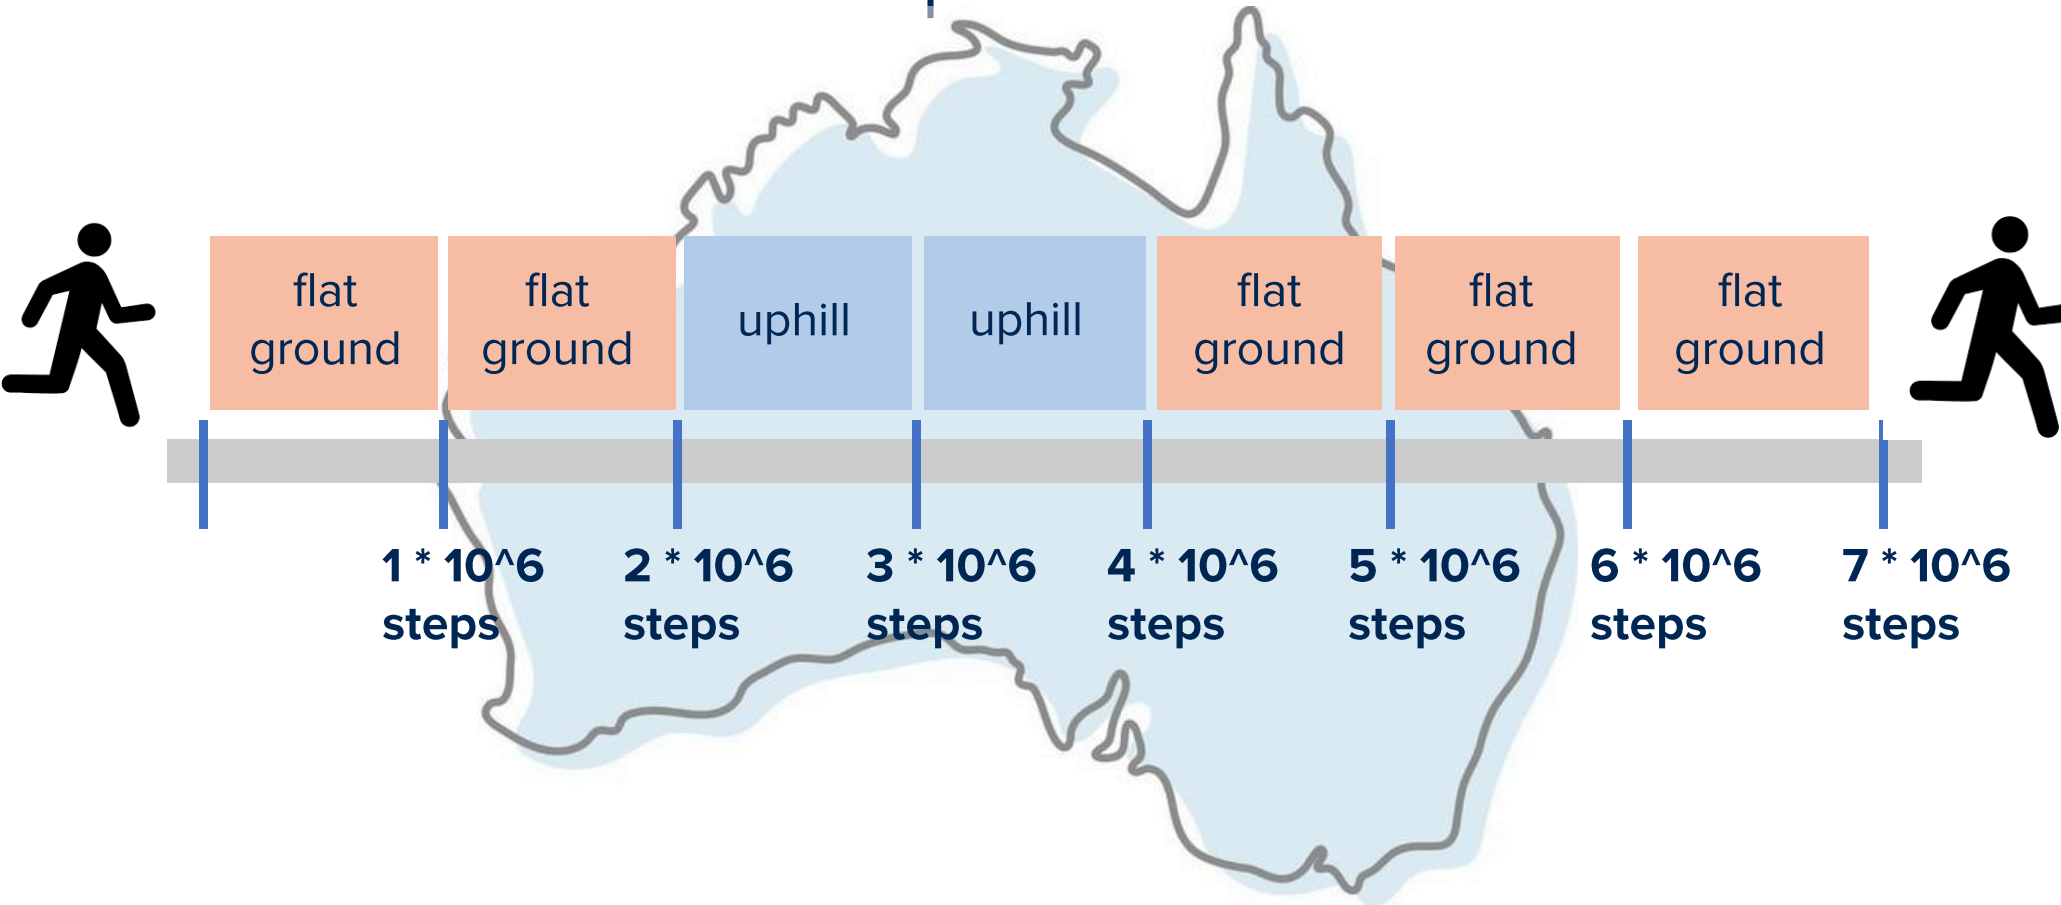 flat
ground
flat
ground
uphill
uphill
flat
ground
flat
ground
flat
ground
1 * 10^6
steps
2 * 10^6
steps
3 * 10^6
steps
4 * 10^6
steps
5 * 10^6
steps
6 * 10^6
steps
7 * 10^6
steps